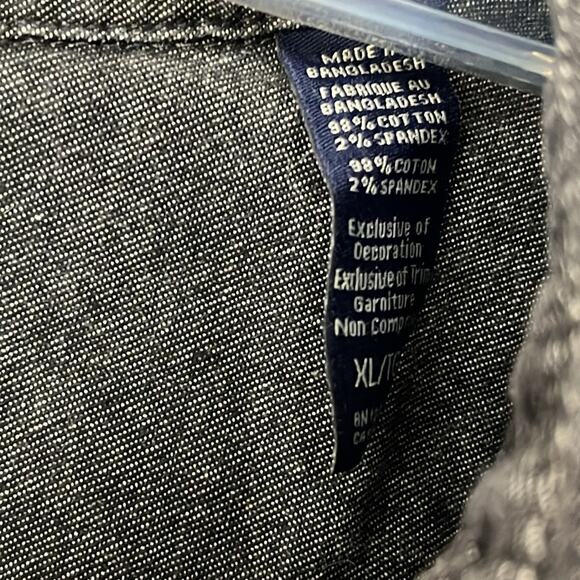 MADE IN
BANGLADESH
FABRIQUE AU
BANGLADESH
98% COTTON
2% SPANDEX
98% COTON
2% SPANDEX
Exclusive of
Decoration
Exclusive of Trim
Garniture
Non
XL/